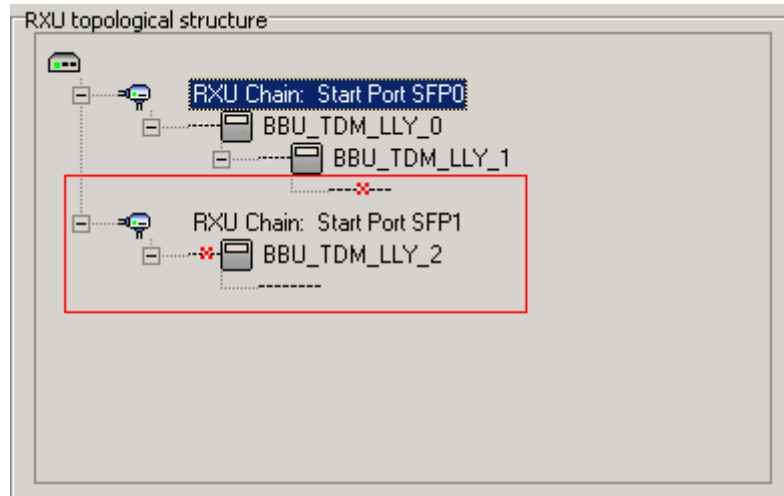 RXU topological structure
RXU Chain: Start Port SFP0
BBU_TDM_LLY_0
BBU_TDM_LLY_1
RXU Chain: Start Port SFP1
BBU_TDM_LLY_2